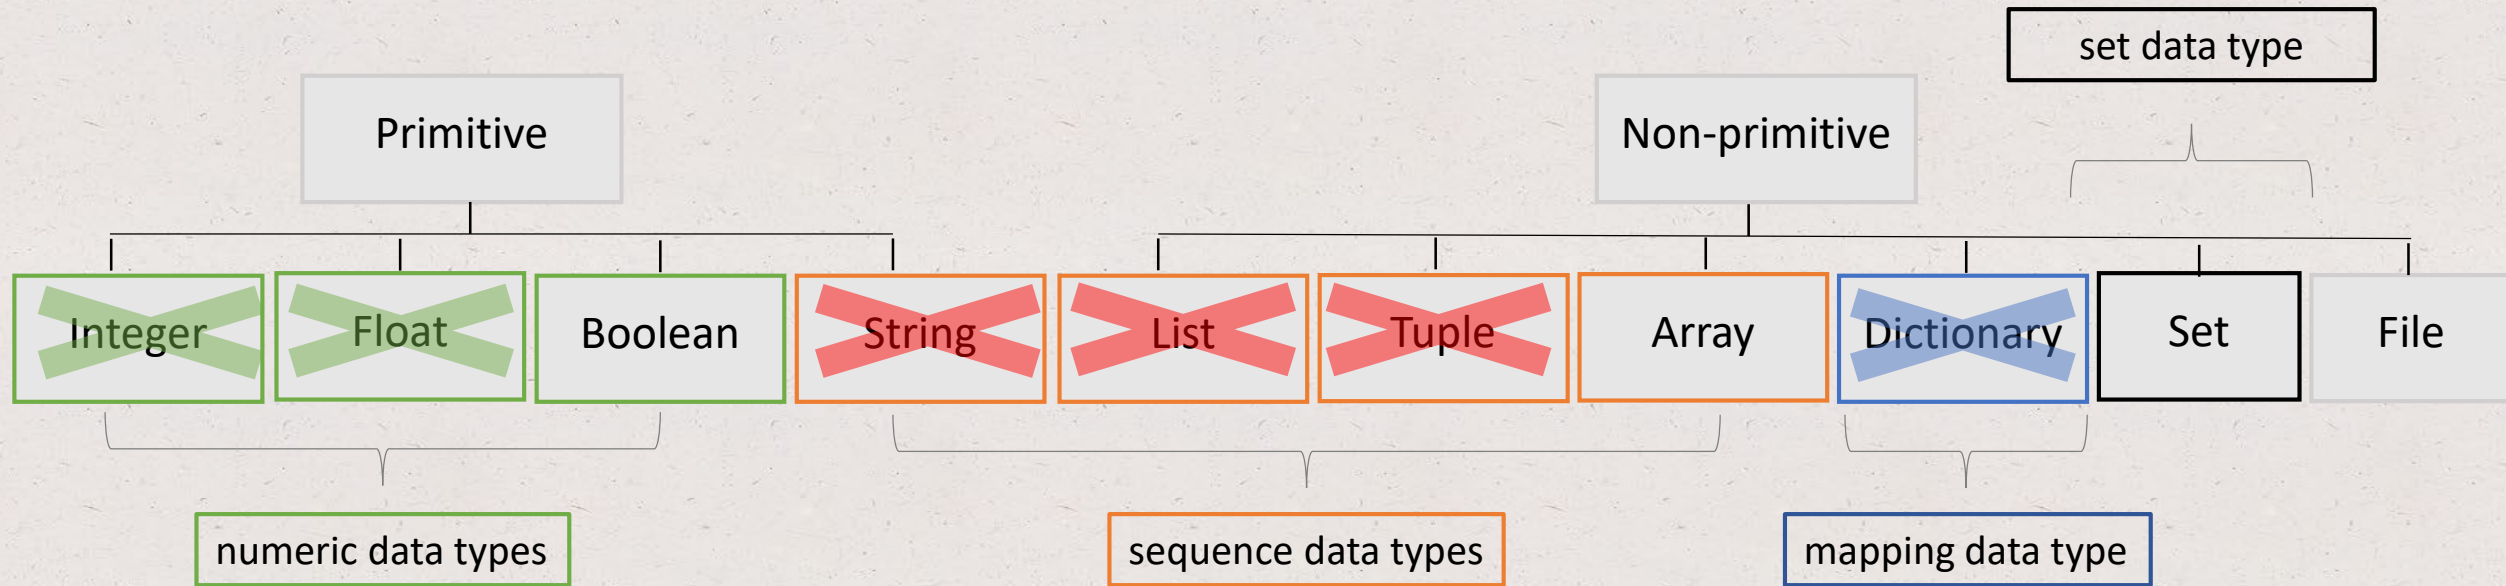 set data type
Primitive
Non-primitive
Integer
Float
Boolean
String
List
Tuple
Array
Dictionary
Set
File
numeric data types
sequence data types
mapping data type